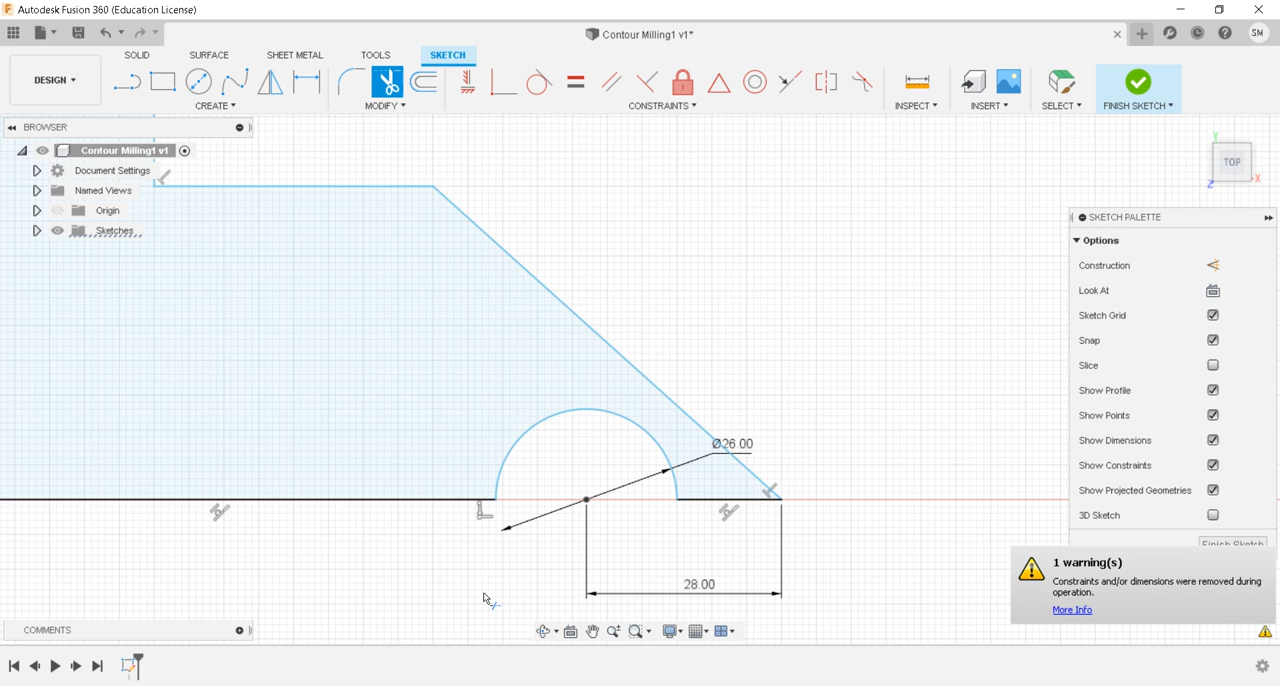 Autodesk Fusion 360 (Education License)
Contour Milling1 v1*
SM
SOLID SURFACE SHEET METAL TOOLS SKETCH
DESIGN
CREATE MODIFY CONSTRAINTS INSPECT INSERT SELECT FINISH SKETCH
BROWSER
Contour Milling1 v1
Document Settings
Named Views
Origin
Sketches
Y
TOP
X
Z
SKETCH PALETTE
Options
Construction
Look At
Sketch Grid
Snap
Slice
Show Profile
Show Points
Show Dimensions
Show Constraints
Show Projected Geometries
3D Sketch
Finish Sketch
Ø26.00
28.00
1 warning(s)
Constraints and/or dimensions were removed during
operation.
More Info
COMMENTS